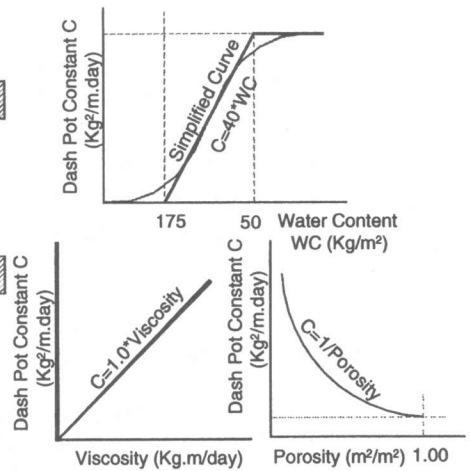 Dash Pot Constant C
(Kg²/m.day)
Simplified Curve
C=40*WC
175
50
Water Content
WC (Kg/m²)
Dash Pot Constant C
(Kg²/m.day)
C=1.0*Viscosity
Viscosity (Kg.m/day)
Dash Pot Constant C
(Kg²/m.day)
C=1/Porosity
Porosity (m²/m²) 1.00